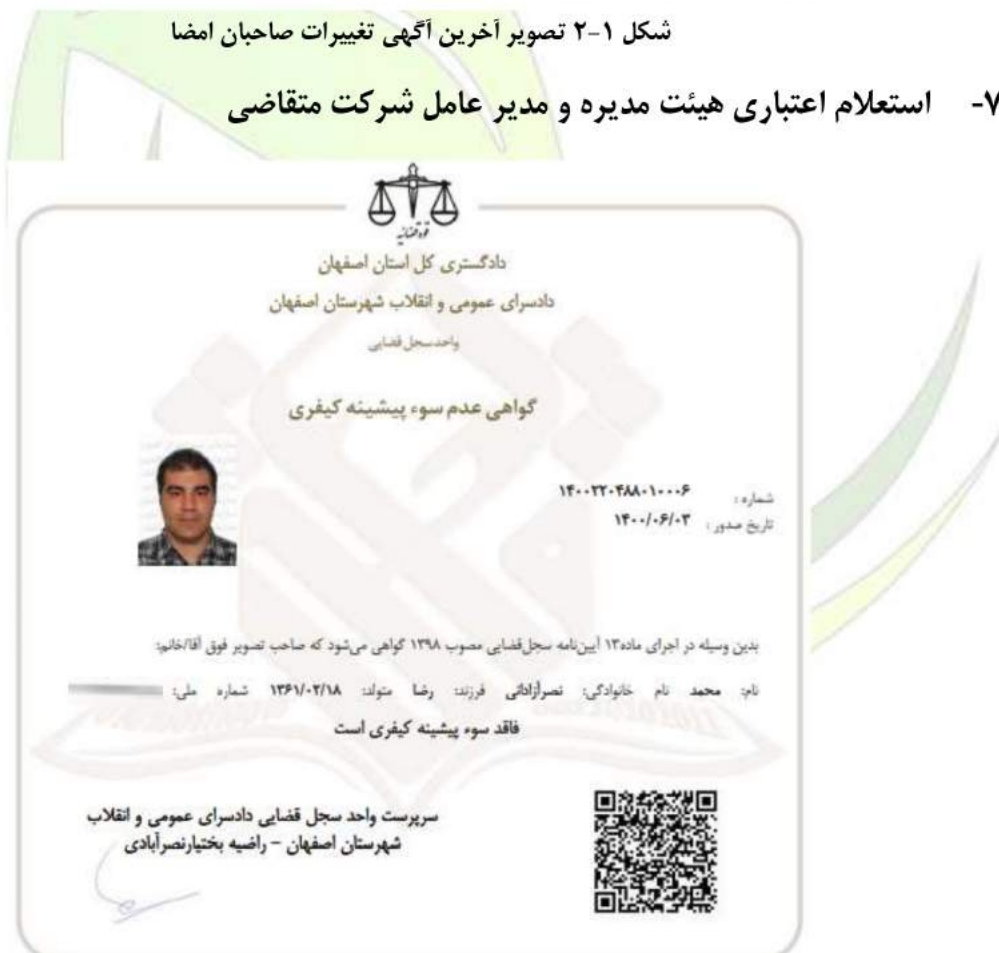 شکل ۱-۲ تصویر آخرین آگهی تغییرات صاحبان امضا
۷- استعلام اعتباری هیئت مدیره و مدیر عامل شرکت متقاضی
قوه قضائیه
دادگستری کل استان اصفهان
دادسرای عمومی و انقلاب شهرستان اصفهان
واحد سجل قضایی
گواهی عدم سوء پیشینه کیفری
شماره : ۱۴۰۰۲۲۰۴۸۸۰۱۰۰۰۶
تاریخ صدور : ۱۴۰۰/۰۶/۰۳
بدین وسیله در اجرای ماده۱۳ آیین‌نامه سجل‌قضایی مصوب ۱۳۹۸ گواهی می‌شود که صاحب تصویر فوق آقا/خانم:
نام: محمد نام خانوادگی: نصرآزادانی فرزند: رضا متولد: ۱۳۶۱/۰۲/۱۸ شماره ملی:
فاقد سوء پیشینه کیفری است
سرپرست واحد سجل قضایی دادسرای عمومی و انقلاب
شهرستان اصفهان - راضیه بختیارنصرآبادی